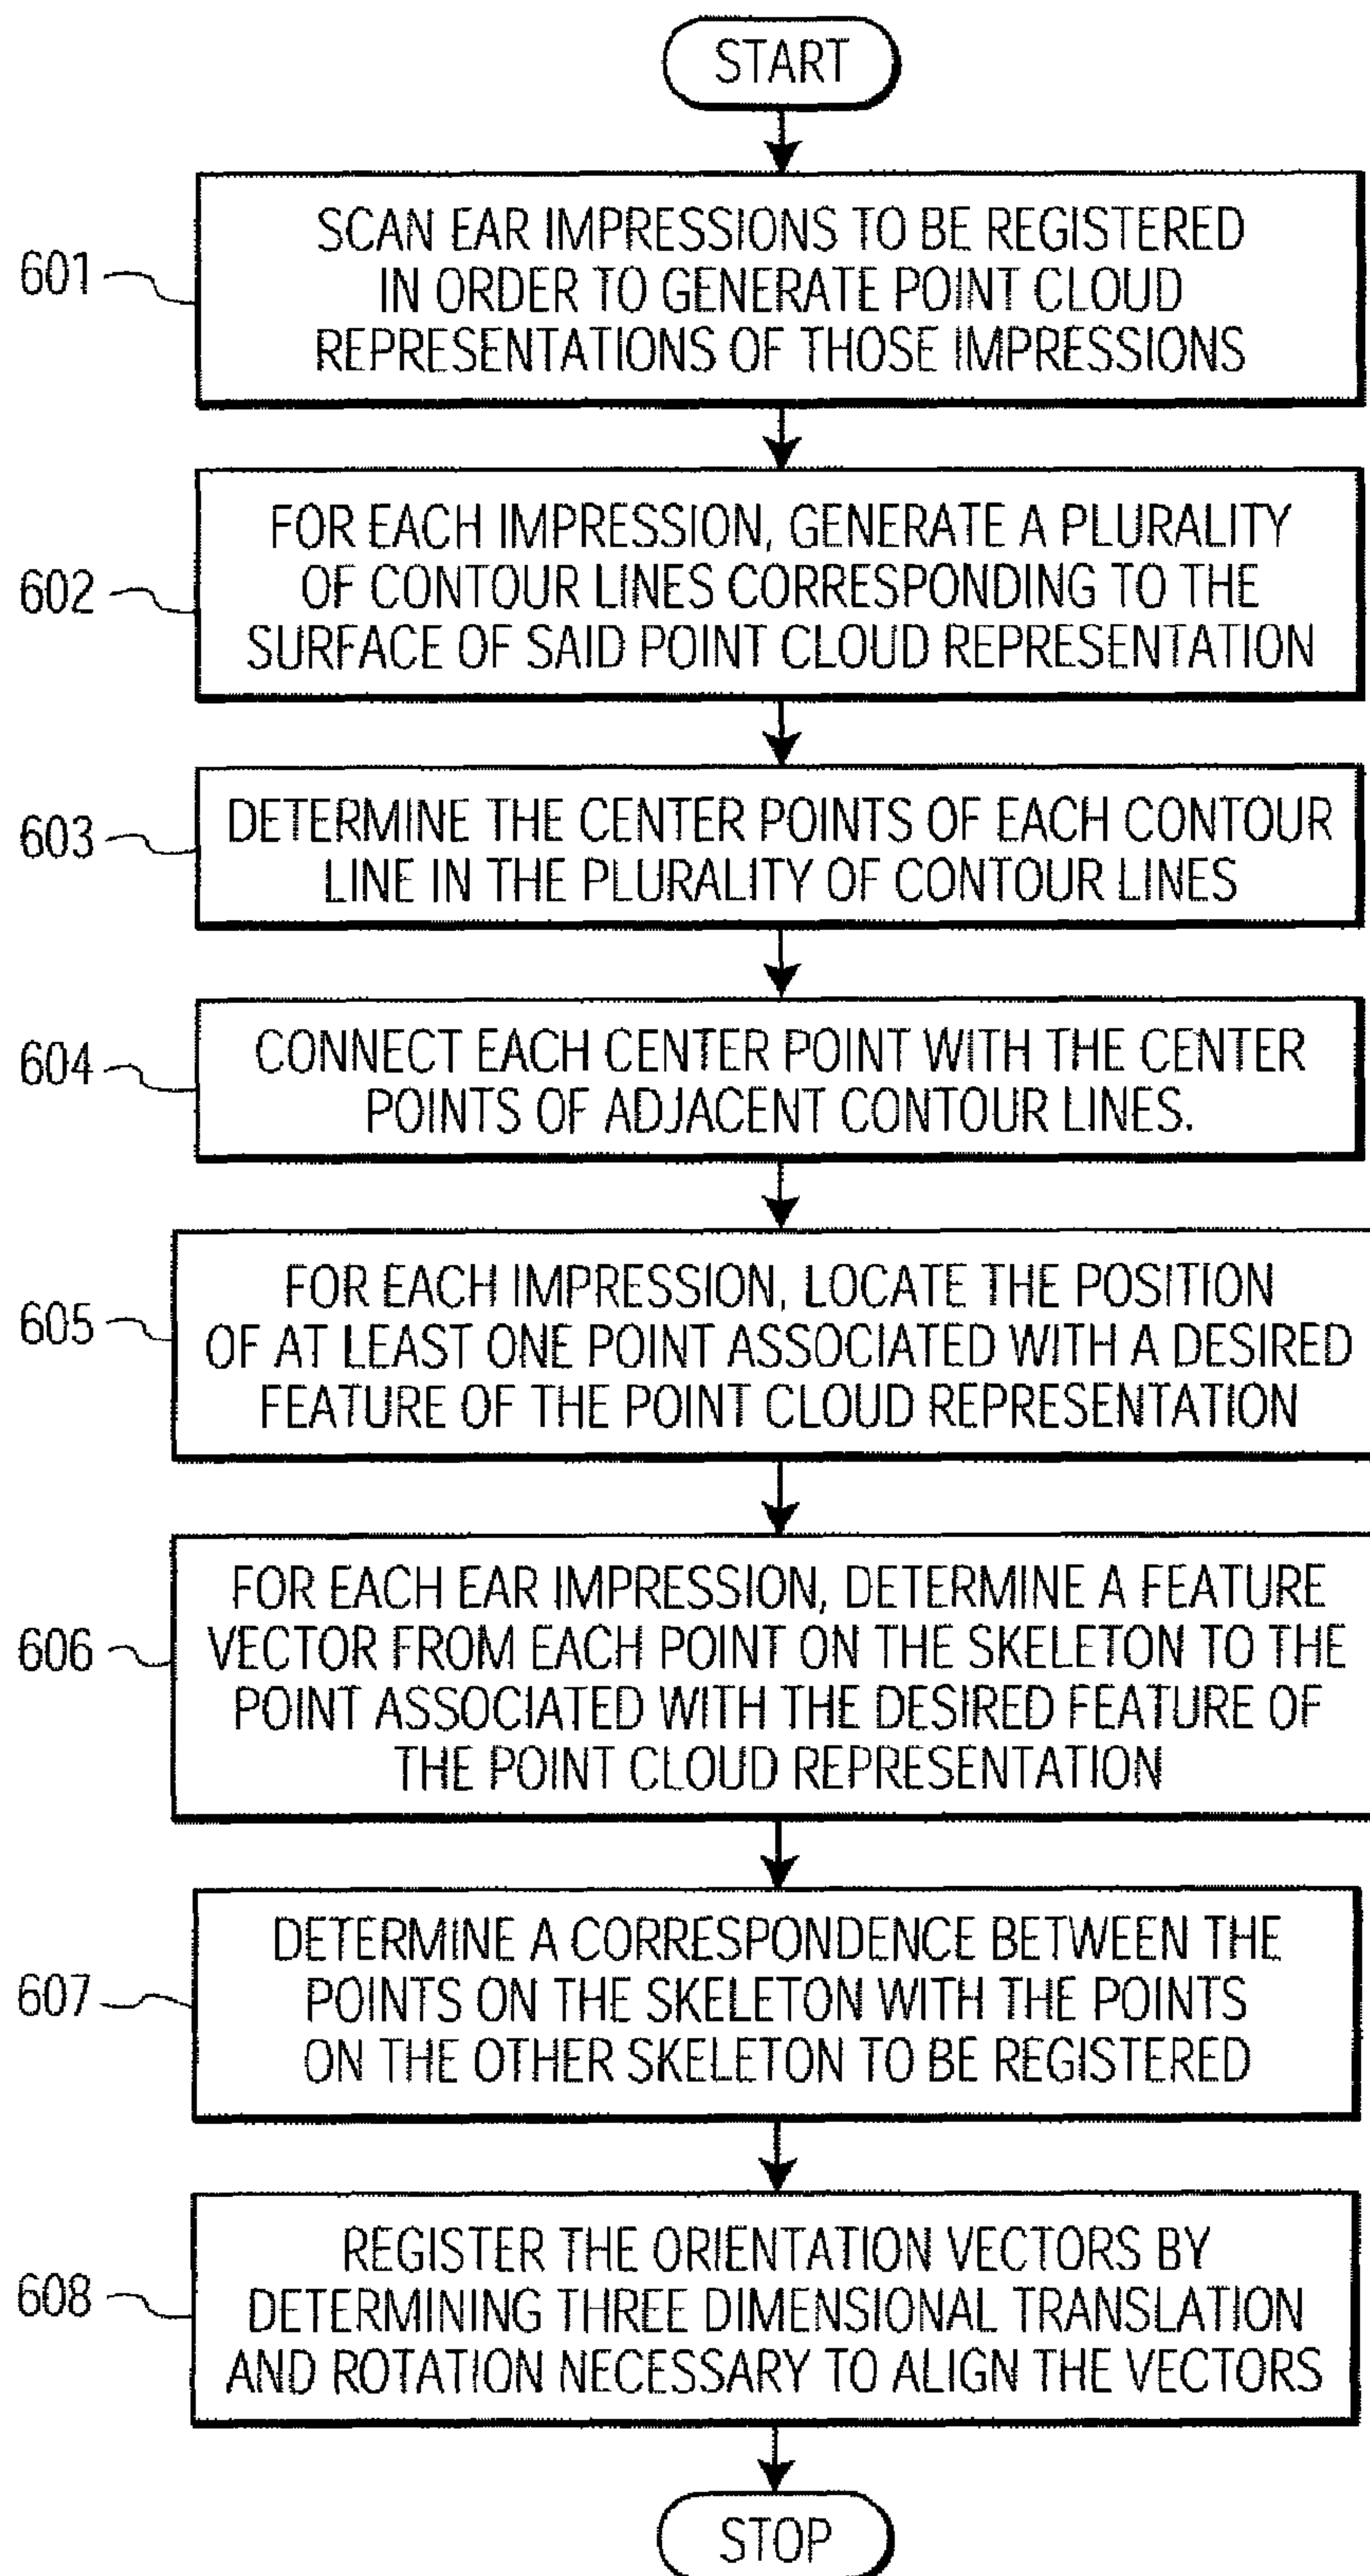 START
601
SCAN EAR IMPRESSIONS TO BE REGISTERED
IN ORDER TO GENERATE POINT CLOUD
REPRESENTATIONS OF THOSE IMPRESSIONS
602
FOR EACH IMPRESSION, GENERATE A PLURALITY
OF CONTOUR LINES CORRESPONDING TO THE
SURFACE OF SAID POINT CLOUD REPRESENTATION
603
DETERMINE THE CENTER POINTS OF EACH CONTOUR
LINE IN THE PLURALITY OF CONTOUR LINES
604
CONNECT EACH CENTER POINT WITH THE CENTER
POINTS OF ADJACENT CONTOUR LINES.
605
FOR EACH IMPRESSION, LOCATE THE POSITION
OF AT LEAST ONE POINT ASSOCIATED WITH A DESIRED
FEATURE OF THE POINT CLOUD REPRESENTATION
606
FOR EACH EAR IMPRESSION, DETERMINE A FEATURE
VECTOR FROM EACH POINT ON THE SKELETON TO THE
POINT ASSOCIATED WITH THE DESIRED FEATURE OF
THE POINT CLOUD REPRESENTATION
607
DETERMINE A CORRESPONDENCE BETWEEN THE
POINTS ON THE SKELETON WITH THE POINTS
ON THE OTHER SKELETON TO BE REGISTERED
608
REGISTER THE ORIENTATION VECTORS BY
DETERMINING THREE DIMENSIONAL TRANSLATION
AND ROTATION NECESSARY TO ALIGN THE VECTORS
STOP